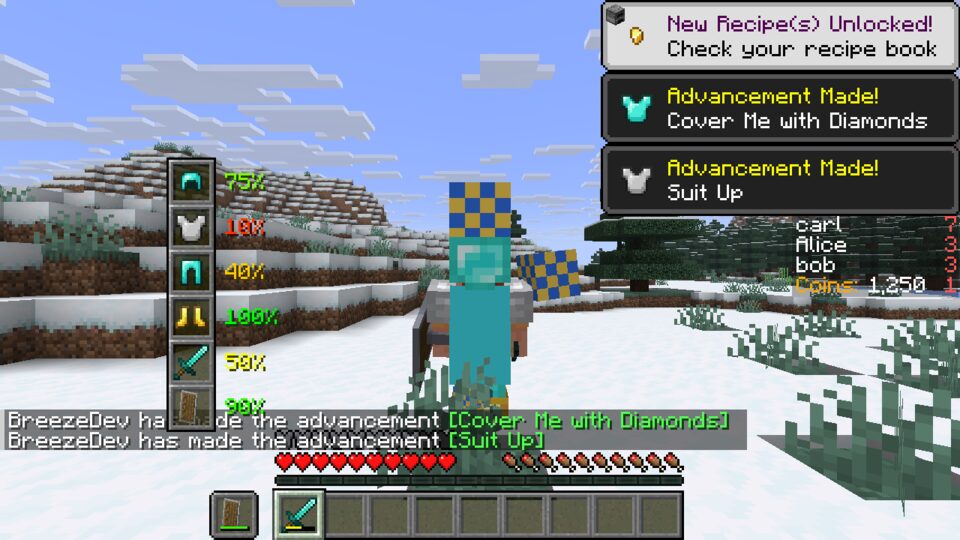 New Recipe(s) Unlocked!
Check your recipe book
Advancement Made!
Cover Me with Diamonds
Advancement Made!
Suit Up
75%
10%
40%
100%
50%
90%
carl 7
Alice 3
bob 3
Coins: 1,250 1
BreezeDev ha de the advancement [Cover Me with Diamonds]
BreezeDev has made the advancement [Suit Up]